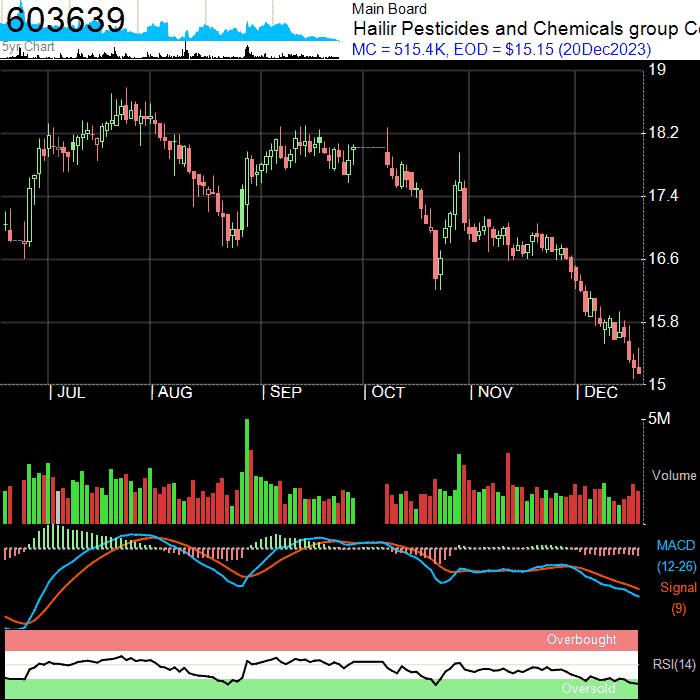 603639
5yr Chart
Main Board
Hailir Pesticides and Chemicals group
MC = 515.4K, EOD = $15.15 (20Dec2023)
19
18.2
17.4
16.6
15.8
15
JUL
AUG
SEP
OCT
NOV
DEC
5M
Volume
MACD
(12-26)
Signal
(9)
Overbought
RSI(14)
Oversold